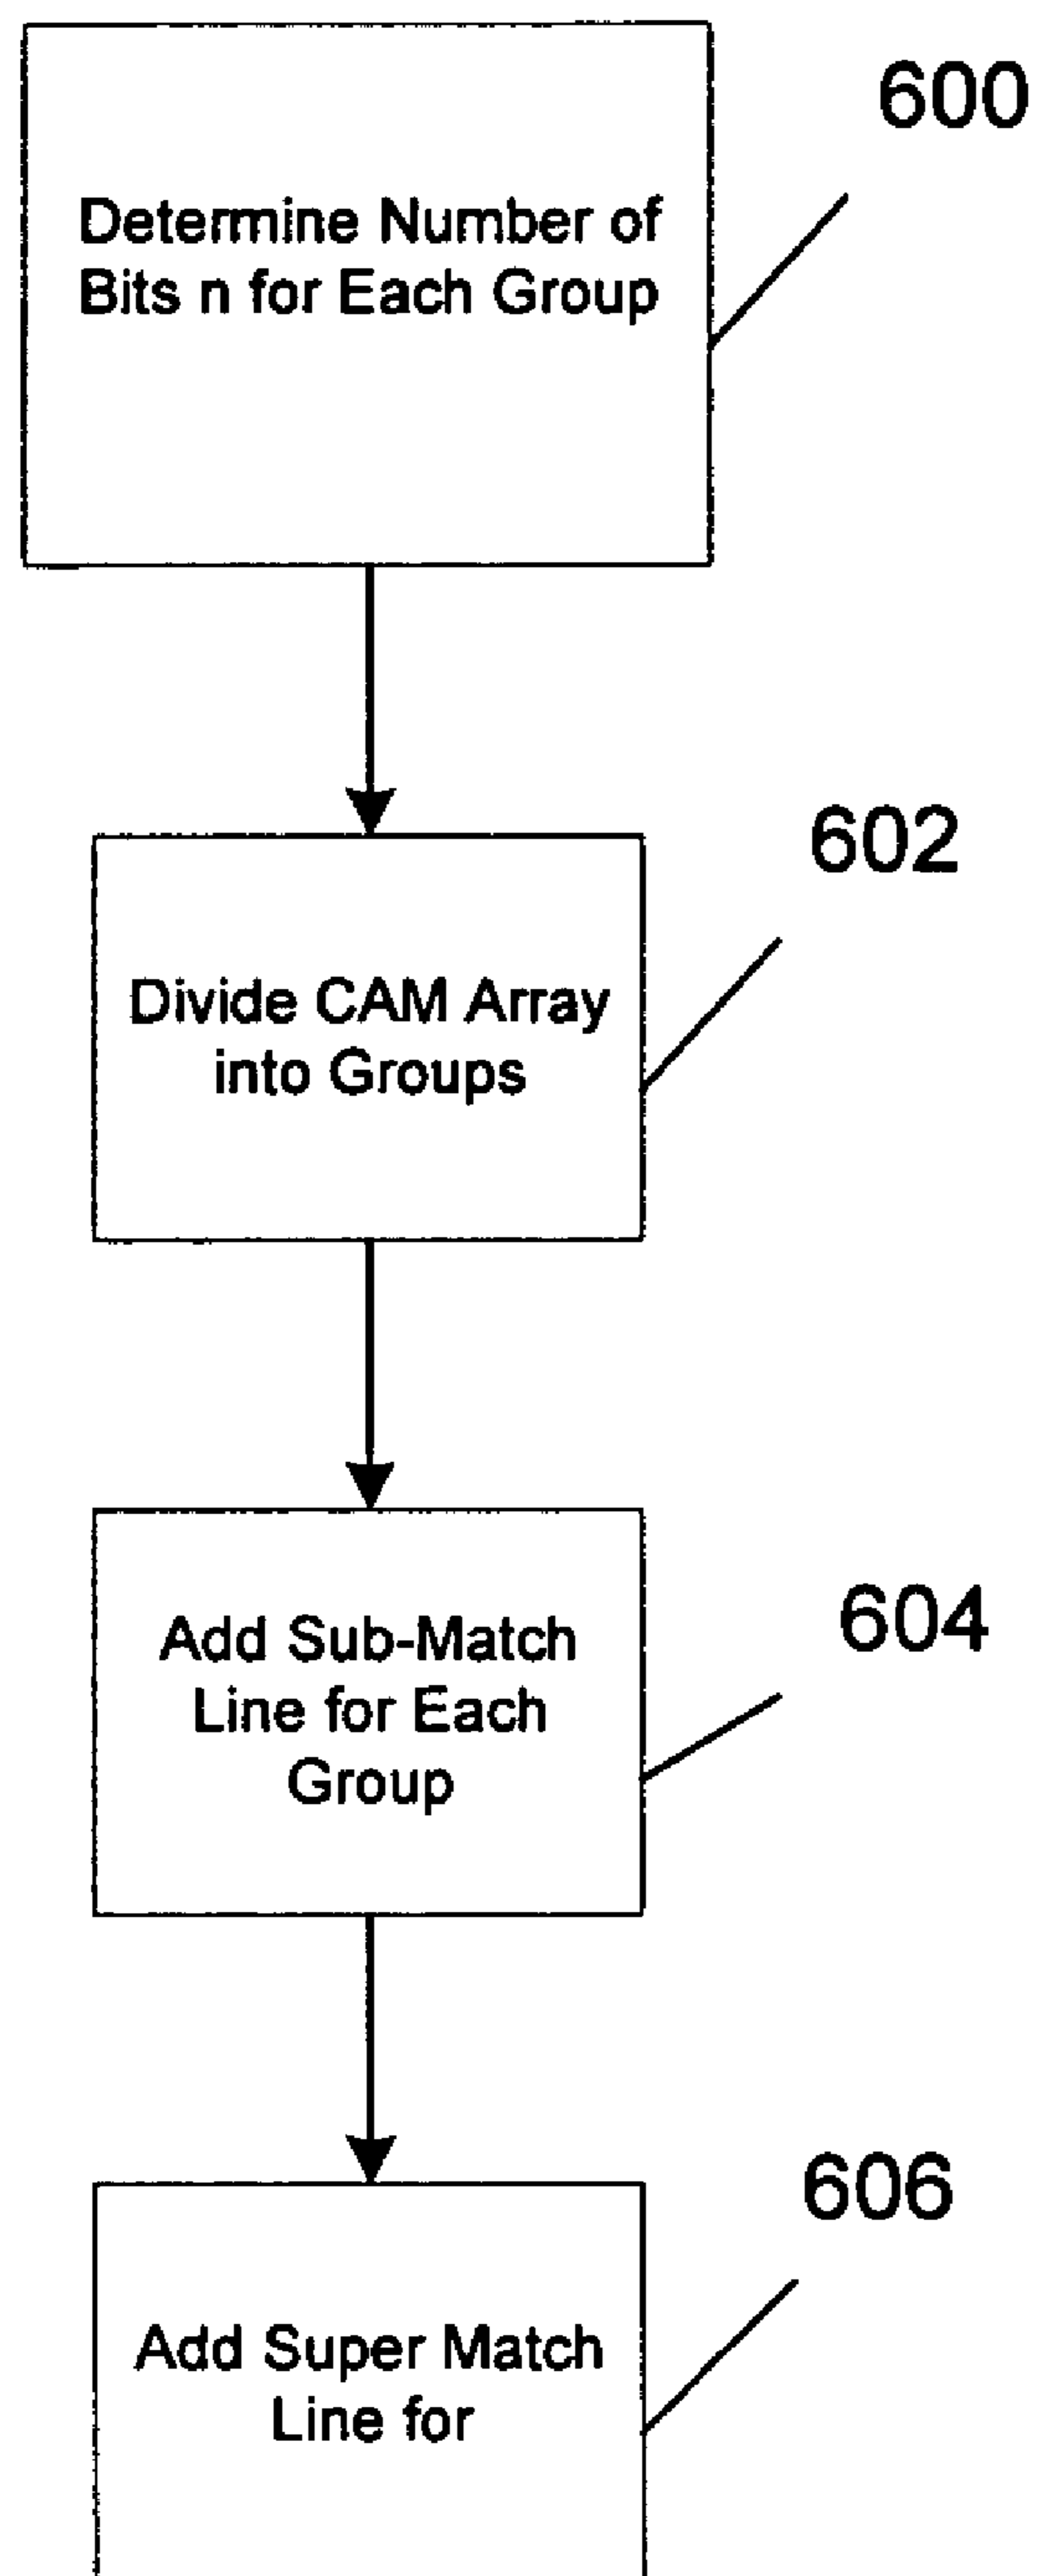 600
Determine Number of
Bits n for Each Group
602
Divide CAM Array
into Groups
604
Add Sub-Match
Line for Each
Group
606
Add Super Match
Line for